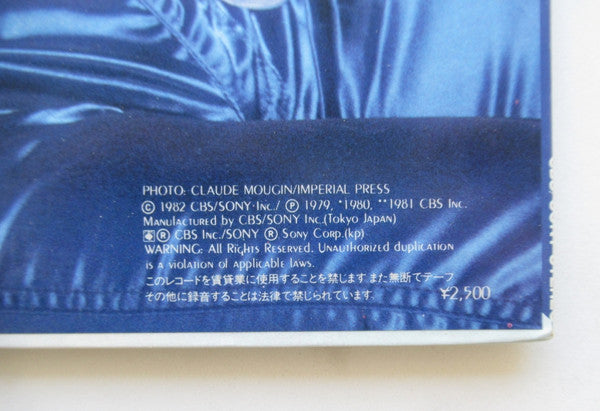 PHOTO: CLAUDE MOUGIN/IMPERIAL PRESS
© 1982 CBS/SONY·Inc./ ℗ 1979, *1980, **1981 CBS Inc.
Manufactured by CBS/SONY Inc.(Tokyo Japan)
® CBS Inc./SONY ® Sony Corp.(kp)
WARNING: All Rights Reserved. Unauthorized duplication
is a violation of applicable laws.
このレコードを賃貸業に使用することを禁じます また無断でテープ
その他に録音することは法律で禁じられています.
¥2,500